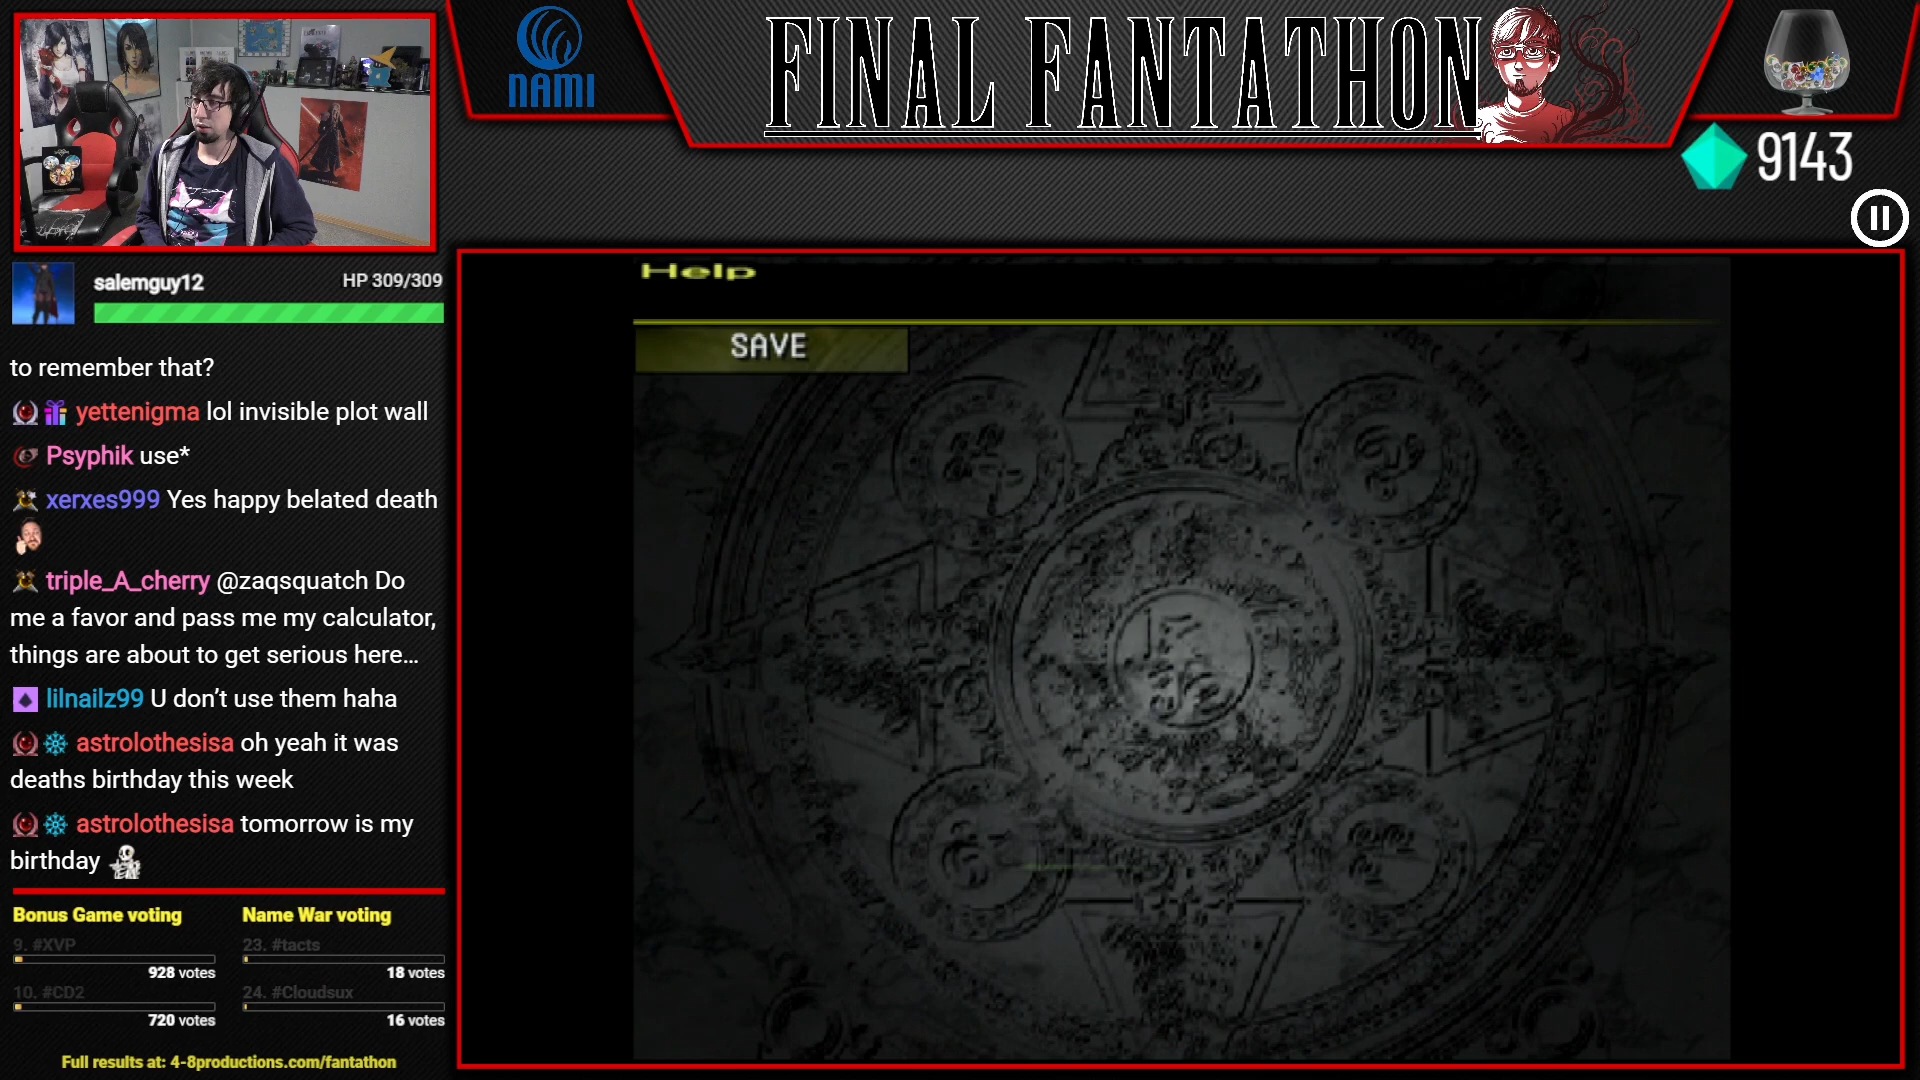 NAMI
FINAL FANTATHON
9143
salemguy12
HP 309/309
to remember that?
yettenigma lol invisible plot wall
Psyphik use*
xerxes999 Yes happy belated death
triple_A_cherry @zaqsquatch Do
me a favor and pass me my calculator,
things are about to get serious here...
lilnailz99 U don’t use them haha
astrolothesisa oh yeah it was
deaths birthday this week
astrolothesisa tomorrow is my
birthday
Bonus Game voting
9. #XVP
928 votes
10. #CD2
720 votes
Name War voting
23. #tacts
18 votes
24. #Cloudsux
16 votes
Full results at: 4-8productions.com/fantathon
Help
SAVE